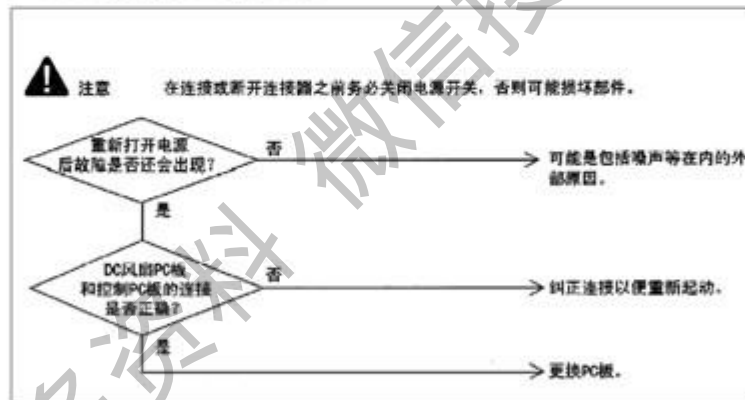 注意 在连接或断开连接器之前务必关闭电源开关，否则可能损坏部件。
重新打开电源
后故障是否还会出现？
否
可能是包括噪声等在内的外
部原因。
是
DC风扇PC板
和控制PC板的连接
是否正确？
否
纠正连接以便重新起动。
是
更换PC板。
资料 微信